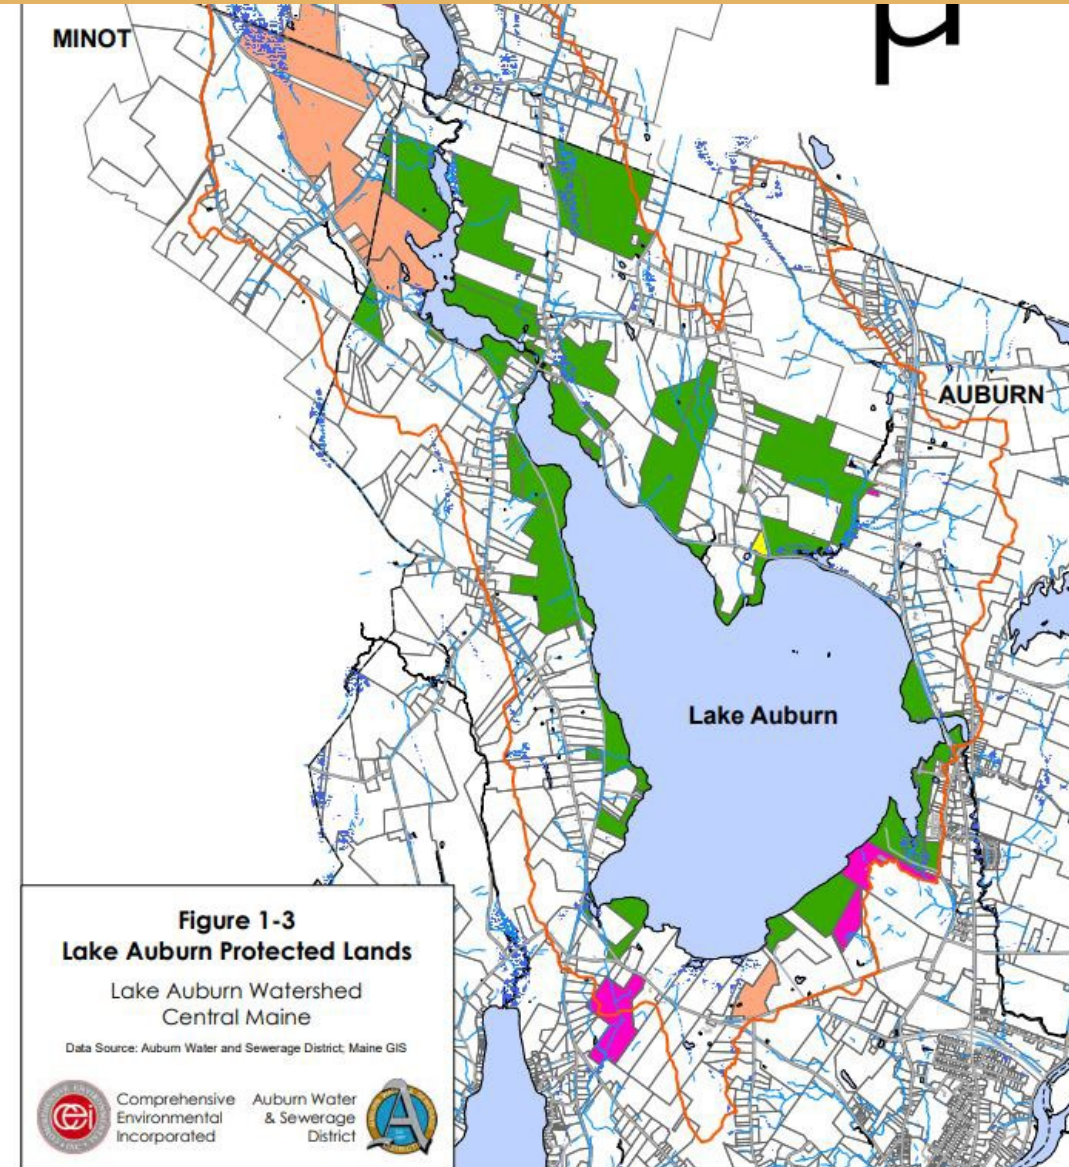 µ
MINOT
AUBURN
Lake Auburn
Figure 1-3
Lake Auburn Protected Lands
Lake Auburn Watershed
Central Maine
Data Source: Auburn Water and Sewerage District; Maine GIS
cei
Comprehensive
Environmental
Incorporated
Auburn Water
& Sewerage
District
A